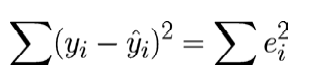 ∑(yᵢ − ŷᵢ)² = ∑ eᵢ²